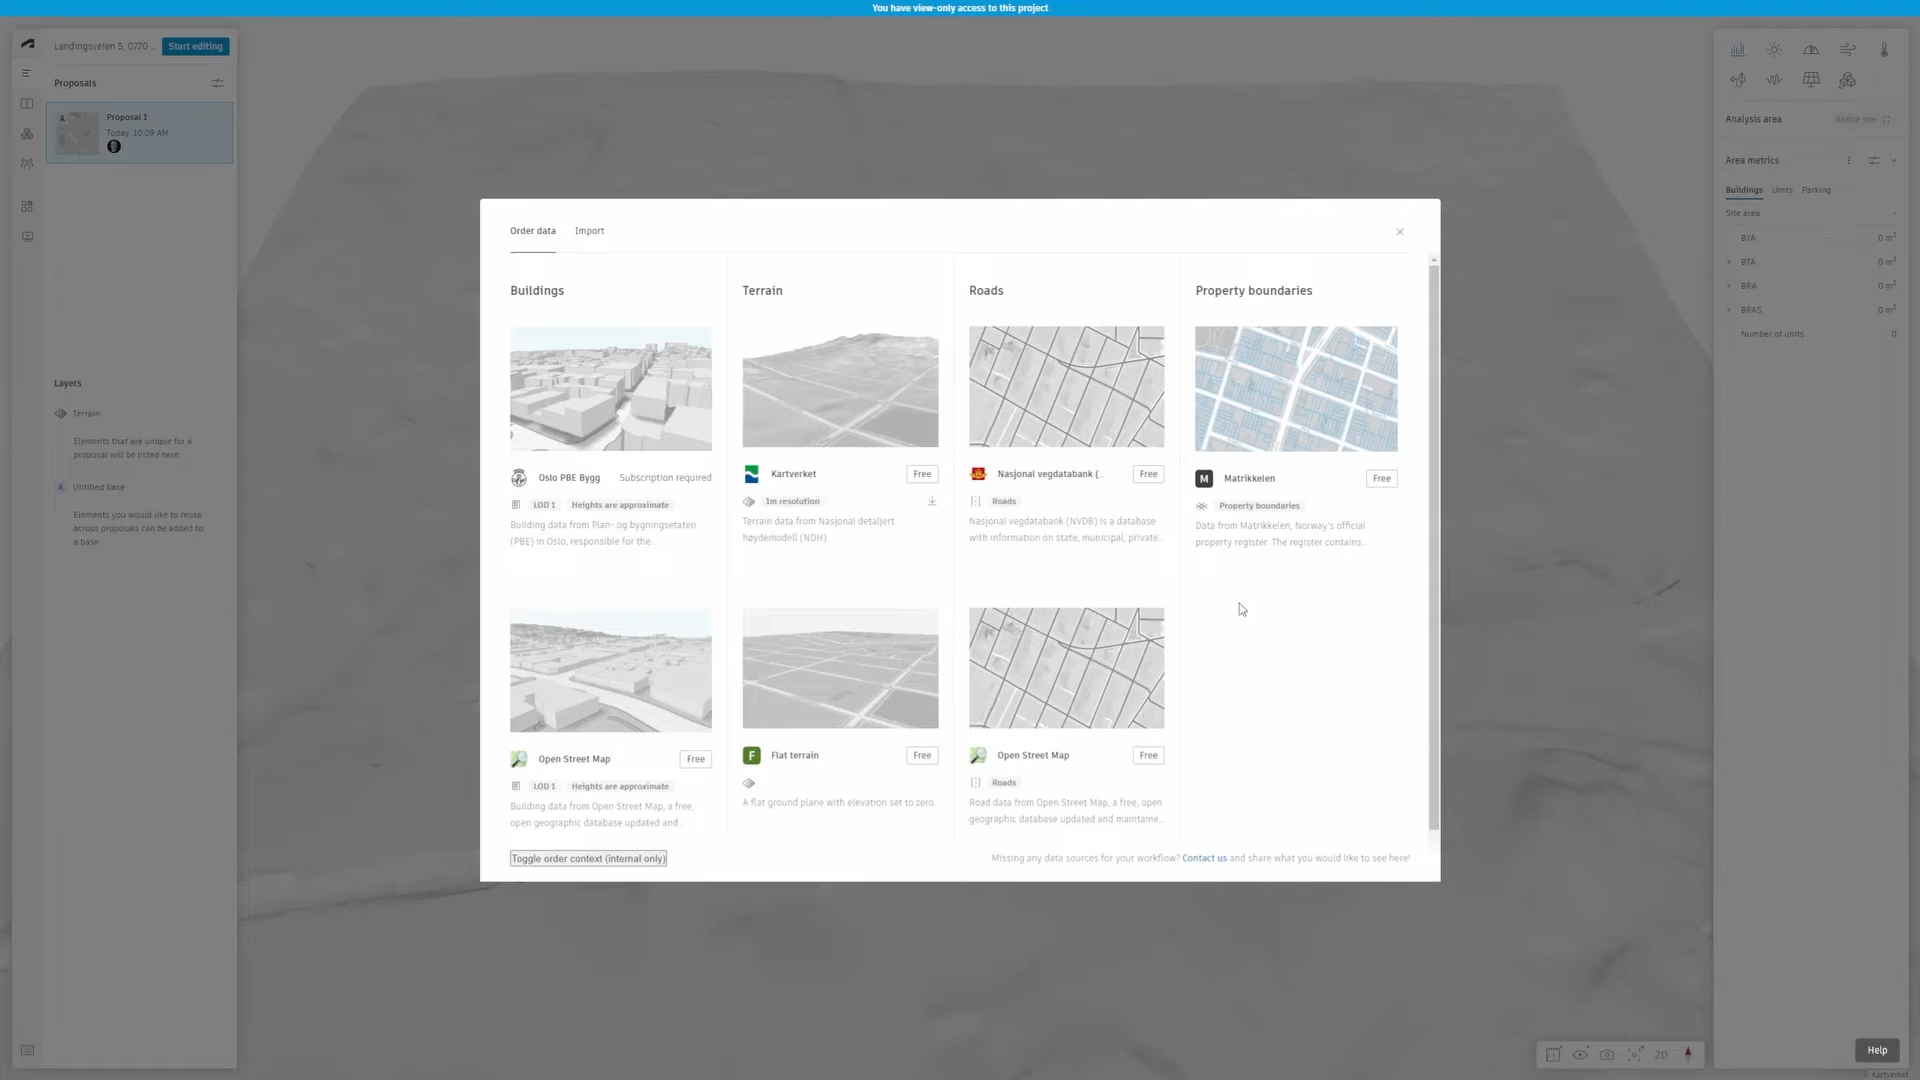 You have view-only access to this project
Landingsveien 5, 0770 ...
Start editing
Proposals
A
Proposal 1
Today, 10:09 AM
Layers
Terrain
Elements that are unique for a
proposal will be listed here.
A Untitled base
Elements you would like to reuse
across proposals can be added to
a base
Order data
Import
Buildings
Oslo PBE Bygg
Subscription required
LOD 1
Heights are approximate
Building data from Plan- og bygningsetaten
(PBE) in Oslo, responsible for the...
Open Street Map
Free
LOD 1
Heights are approximate
Building data from Open Street Map, a free,
open geographic database updated and...
Terrain
Kartverket
Free
1m resolution
Terrain data from Nasjonal detaljert
høydemodell (NDH)
F
Flat terrain
Free
A flat ground plane with elevation set to zero.
Roads
Nasjonal vegdatabank (...
Free
Roads
Nasjonal vegdatabank (NVDB) is a database
with information on state, municipal, private...
Open Street Map
Free
Roads
Road data from Open Street Map, a free, open
geographic database updated and maintaine...
Property boundaries
M
Matrikkelen
Free
Property boundaries
Data from Matrikkelen, Norway's official
property register. The register contains...
Toggle order context (internal only)
Missing any data sources for your workflow? Contact us and share what you would like to see here!
Analysis area
Entire site
Area metrics
Buildings
Units
Parking
Site area
-
BYA
-
0 m²
BTA
0 m²
BRA
0 m²
BRAS
0 m²
Number of units
0
2D
Help
© Kartverket